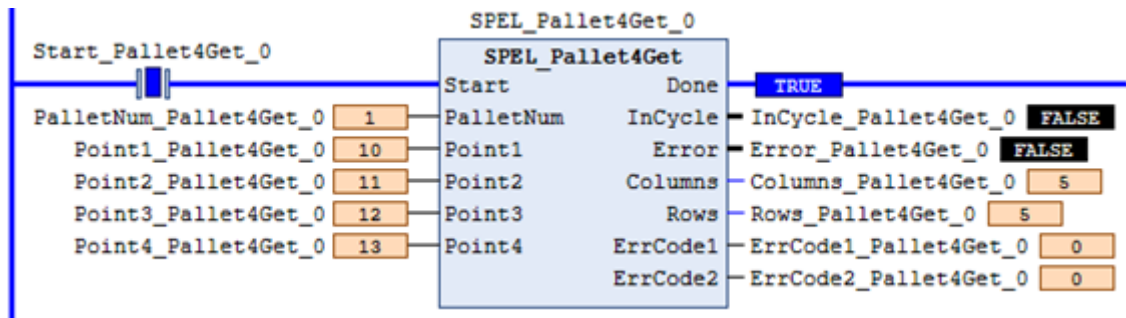 SPEL_Pallet4Get_0
Start_Pallet4Get_0
SPEL_Pallet4Get
Start Done TRUE
PalletNum_Pallet4Get_0 1 PalletNum InCycle InCycle_Pallet4Get_0 FALSE
Point1_Pallet4Get_0 10 Point1 Error Error_Pallet4Get_0 FALSE
Point2_Pallet4Get_0 11 Point2 Columns Columns_Pallet4Get_0 5
Point3_Pallet4Get_0 12 Point3 Rows Rows_Pallet4Get_0 5
Point4_Pallet4Get_0 13 Point4 ErrCode1 ErrCode1_Pallet4Get_0 0
ErrCode2 ErrCode2_Pallet4Get_0 0